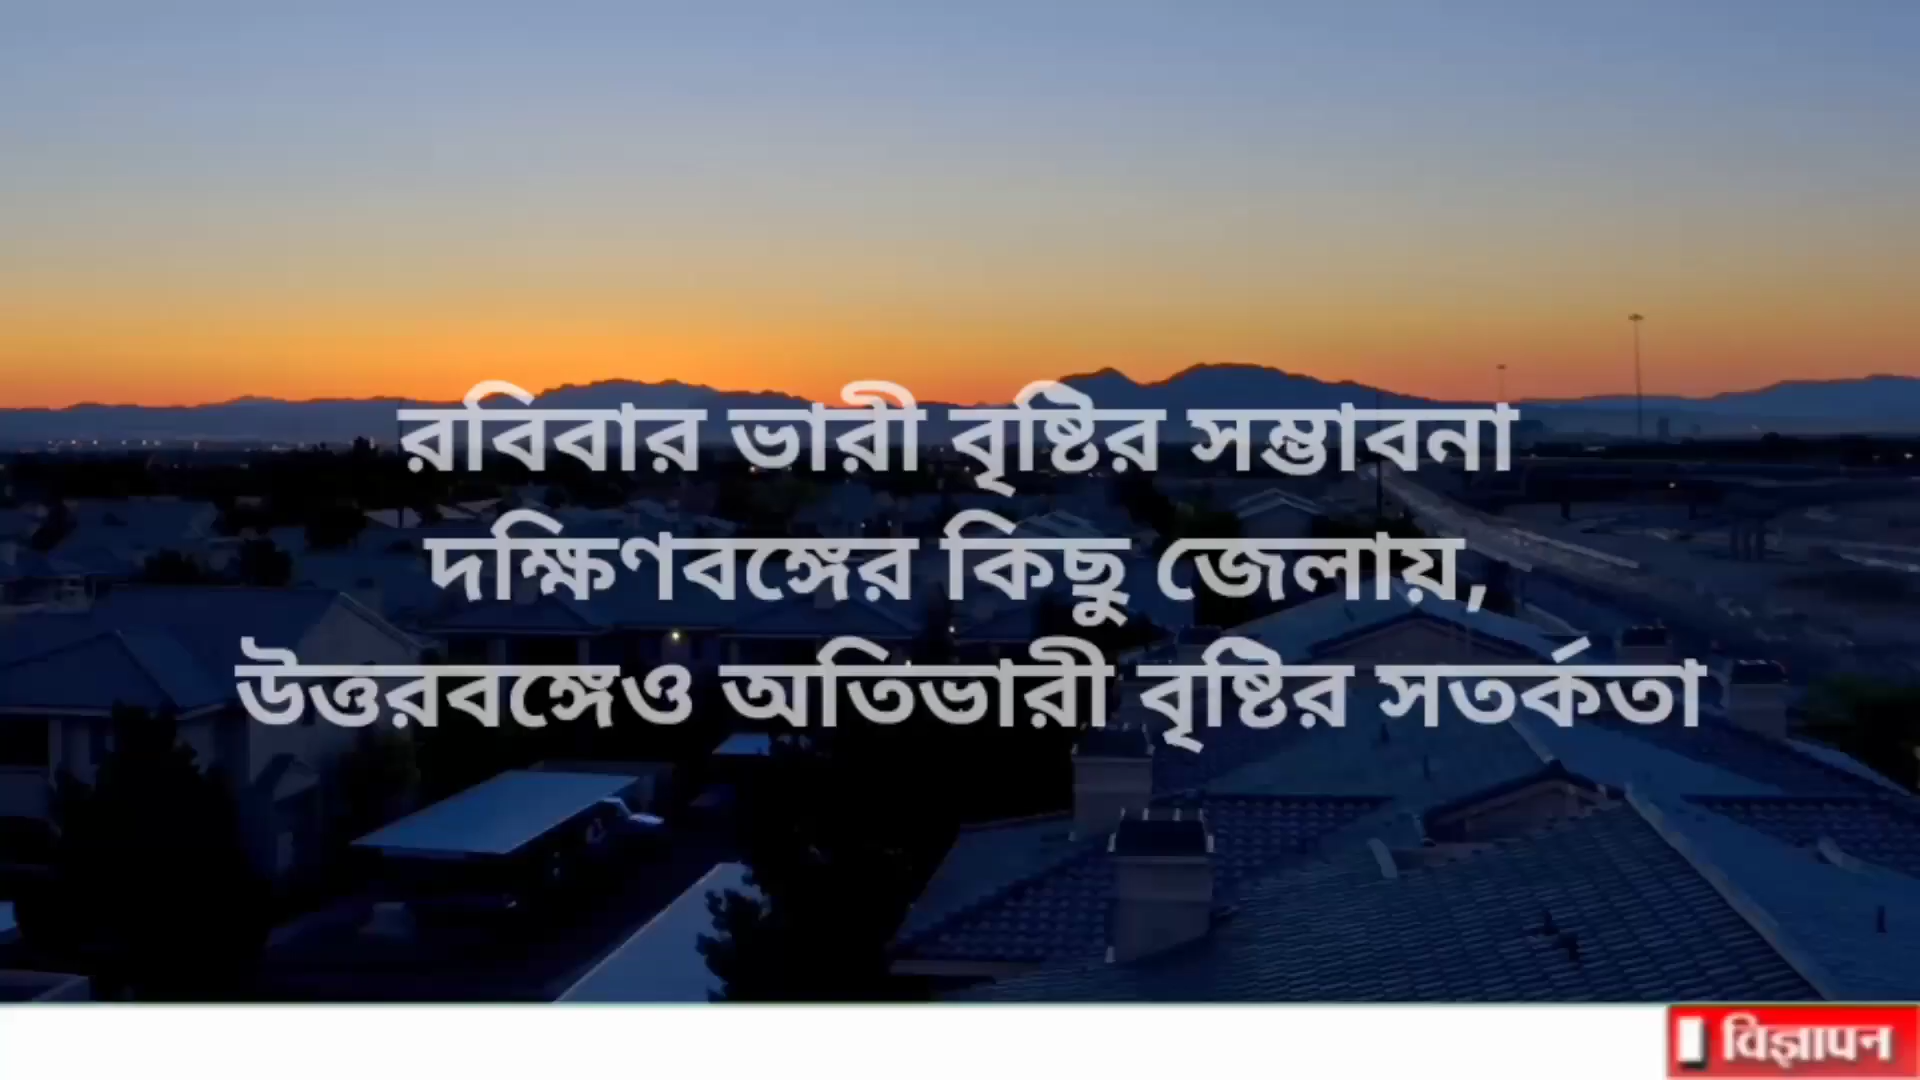 রবিবার ভারী বৃষ্টির সম্ভাবনা
দক্ষিণবঙ্গের কিছু জেলায়,
উত্তরবঙ্গেও অতিভারী বৃষ্টির সতর্কতা
বিজ্ঞাপন